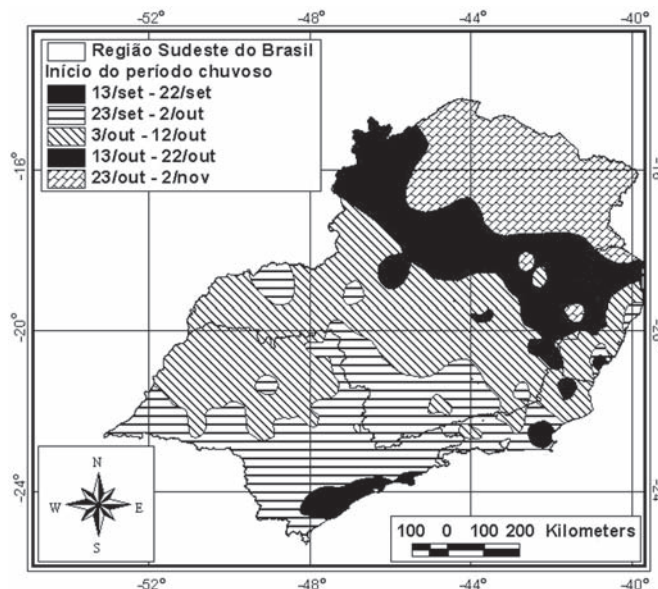 -52° -48° -44° -40°
Região Sudeste do Brasil
Início do período chuvoso
13/set - 22/set
23/set - 2/out
3/out - 12/out
13/out - 22/out
23/out - 2/nov
-16°
-20°
-24°
-24
N
W E
S
100 0 100 200 Kilometers
-52° -48° -44° -40°